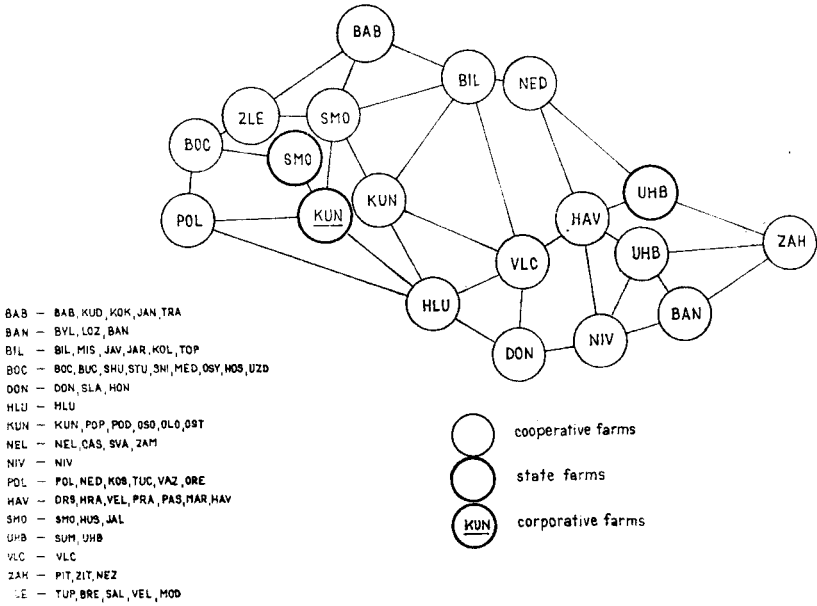 BAB
BIL
NED
ZLE
SMO
BOC
SMO
KUN
KUN
UHB
POL
HAV
UHB
ZAH
VLC
HLU
BAN
NIV
DON
BAB – BAB, KUD, KOK, JAN, TRA
BAN – BYL, LOZ, BAN
BIL – BIL, MIS, JAV, JAR, KOL, TOP
BOC – BOC, BUC, SHU, STU, SNI, MED, OSY, HOS, UZD
DON – DON, SLA, HON
HLU – HLU
KUN – KUN, POP, POD, OSO, OLO, OST
NEL – NEL, CAS, SVA, ZAM
NIV – NIV
POL – POL, NED, KOS, TUC, VAZ, ORE
HAV – DRS, HRA, VEL, PRA, PAS, MAR, HAV
SMO – SMO, HUS, JAL
UHB – SUM, UHB
VLC – VLC
ZAH – PIT, ZIT, NEZ
LE – TUP, BRE, SAL, VEL, MOD
cooperative farms
state farms
KUN corporative farms